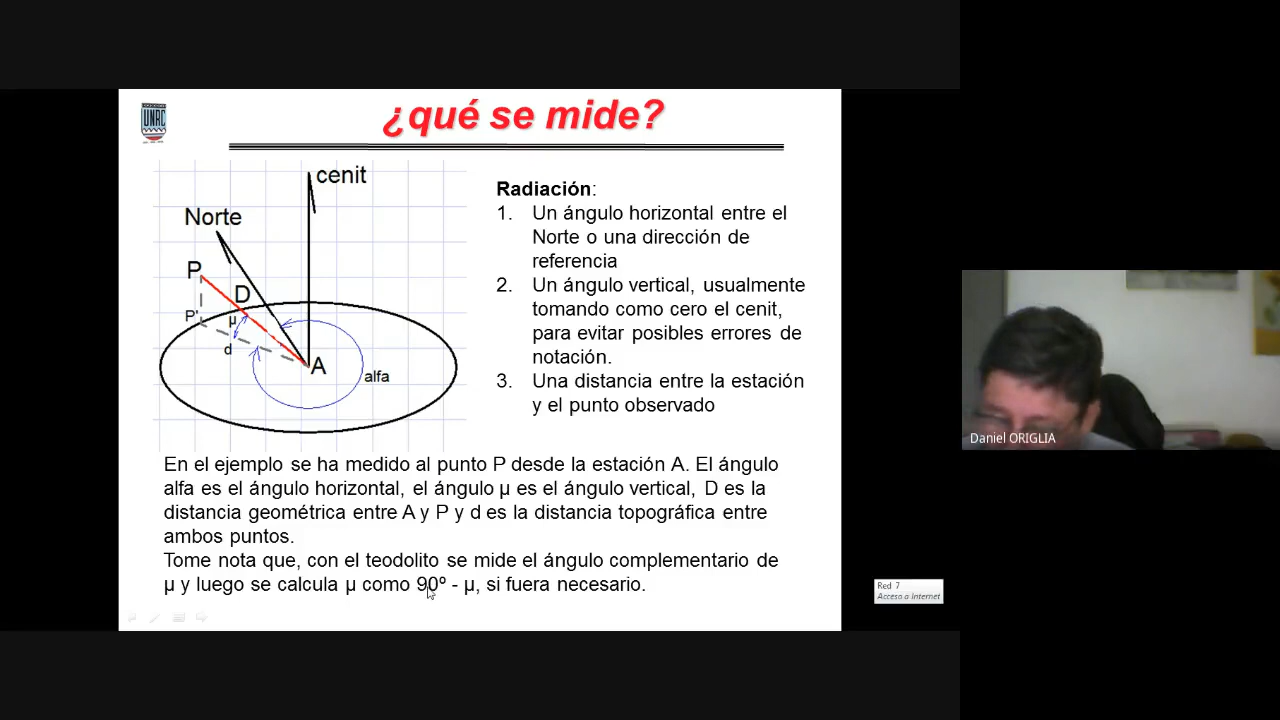 ¿qué se mide?
UNRC
cenit
Norte
P
D
P'
µ
d
A
alfa
Radiación:
1. Un ángulo horizontal entre el
Norte o una dirección de
referencia
2. Un ángulo vertical, usualmente
tomando como cero el cenit,
para evitar posibles errores de
notación.
3. Una distancia entre la estación
y el punto observado
En el ejemplo se ha medido al punto P desde la estación A. El ángulo
alfa es el ángulo horizontal, el ángulo µ es el ángulo vertical, D es la
distancia geométrica entre A y P y d es la distancia topográfica entre
ambos puntos.
Tome nota que, con el teodolito se mide el ángulo complementario de
µ y luego se calcula µ como 90º - µ, si fuera necesario.
Daniel ORIGLIA
Red 7
Acceso a Internet